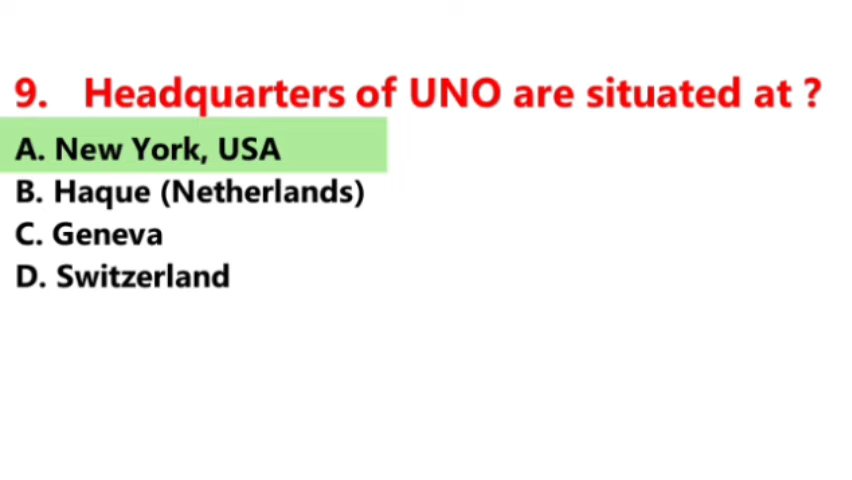 9. Headquarters of UNO are situated at ?
A. New York, USA
B. Haque (Netherlands)
C. Geneva
D. Switzerland